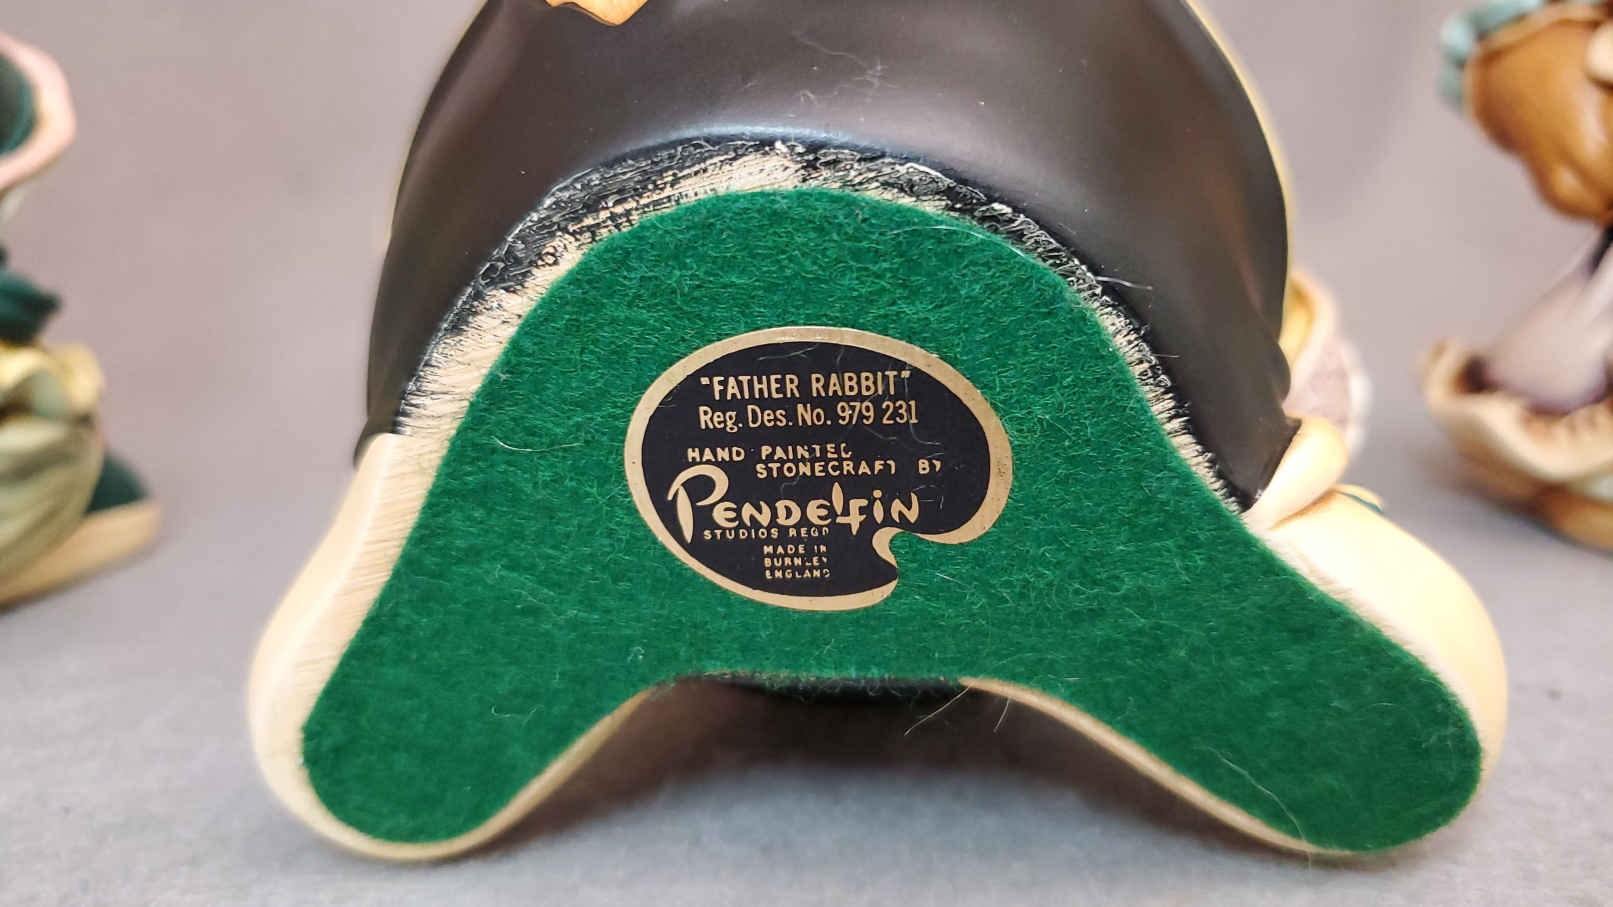 "FATHER RABBIT"
Reg. Des. No. 979 231
HAND PAINTED
STONECRAFT BY
PENDELFIN
STUDIOS REGD
MADE IN
BURNLEY
ENGLAND